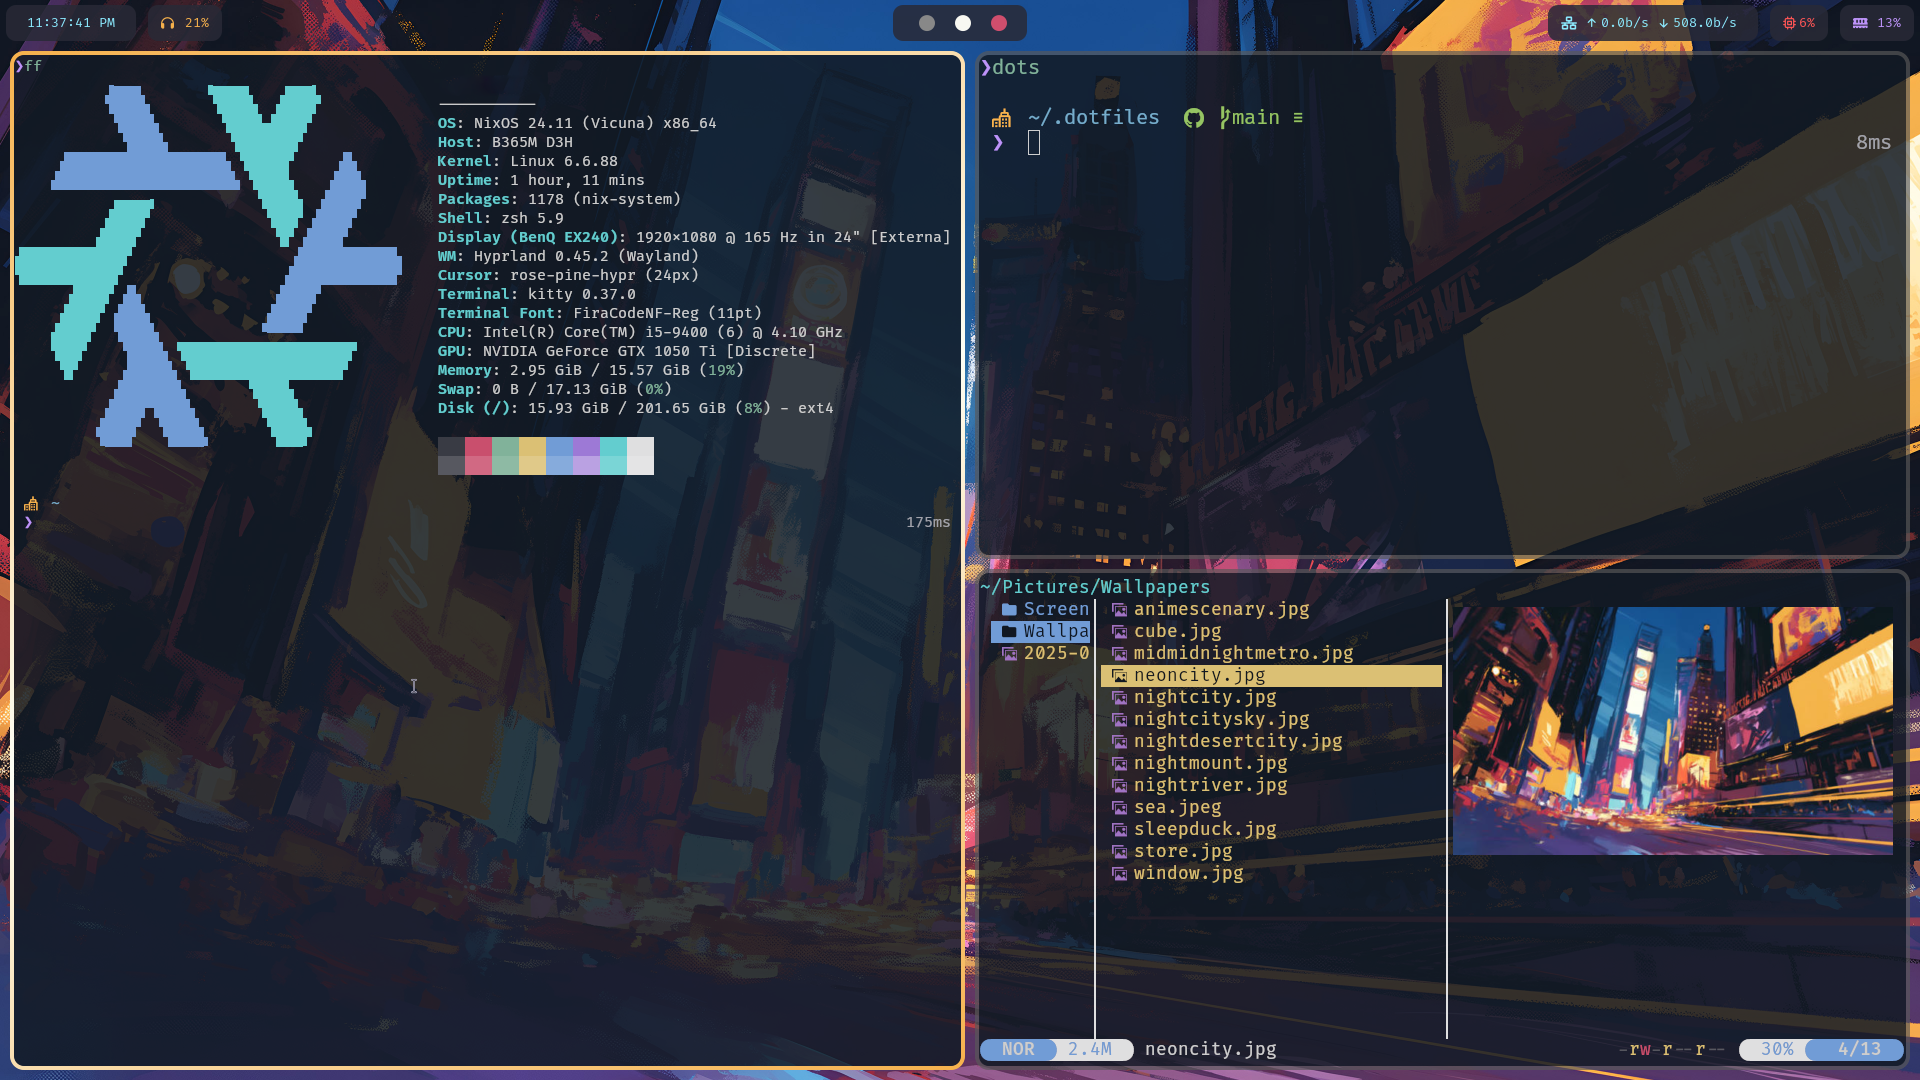 11:37:41 PM
21%
↑ 0.0b/s ↓ 508.0b/s
6%
13%
❯ff
OS: NixOS 24.11 (Vicuna) x86_64
Host: B365M D3H
Kernel: Linux 6.6.88
Uptime: 1 hour, 11 mins
Packages: 1178 (nix-system)
Shell: zsh 5.9
Display (BenQ EX240): 1920×1080 @ 165 Hz in 24" [Externa]
WM: Hyprland 0.45.2 (Wayland)
Cursor: rose-pine-hypr (24px)
Terminal: kitty 0.37.0
Terminal Font: FiraCodeNF-Reg (11pt)
CPU: Intel(R) Core(TM) i5-9400 (6) @ 4.10 GHz
GPU: NVIDIA GeForce GTX 1050 Ti [Discrete]
Memory: 2.95 GiB / 15.57 GiB (19%)
Swap: 0 B / 17.13 GiB (0%)
Disk (/): 15.93 GiB / 201.65 GiB (8%) - ext4
~
❯ 175ms
❯dots
~/.dotfiles main ≡
❯ 8ms
~/Pictures/Wallpapers
Screen
Wallpa
2025-0
animescenary.jpg
cube.jpg
midmidnightmetro.jpg
neoncity.jpg
nightcity.jpg
nightcitysky.jpg
nightdesertcity.jpg
nightmount.jpg
nightriver.jpg
sea.jpeg
sleepduck.jpg
store.jpg
window.jpg
NOR 2.4M neoncity.jpg -rw-r--r-- 30% 4/13